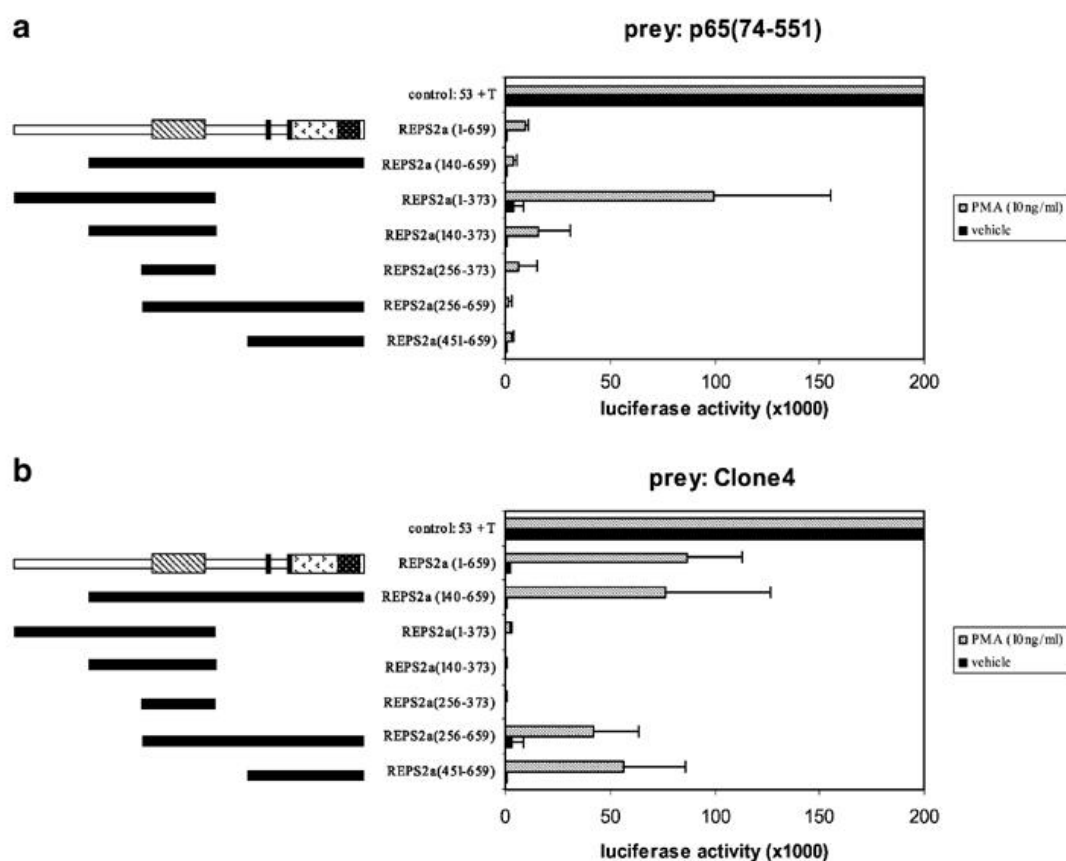 a
prey: p65(74-551)
control: 53 +T
REPS2a (1-659)
REPS2a (140-659)
REPS2a(1-373)
REPS2a(140-373)
REPS2a(256-373)
REPS2a(256-659)
REPS2a(451-659)
PMA (10ng/ml)
vehicle
0 50 100 150 200
luciferase activity (x1000)
b
prey: Clone4
control: 53 +T
REPS2a (1-659)
REPS2a (140-659)
REPS2a(1-373)
REPS2a(140-373)
REPS2a(256-373)
REPS2a(256-659)
REPS2a(451-659)
PMA (10ng/ml)
vehicle
0 50 100 150 200
luciferase activity (x1000)